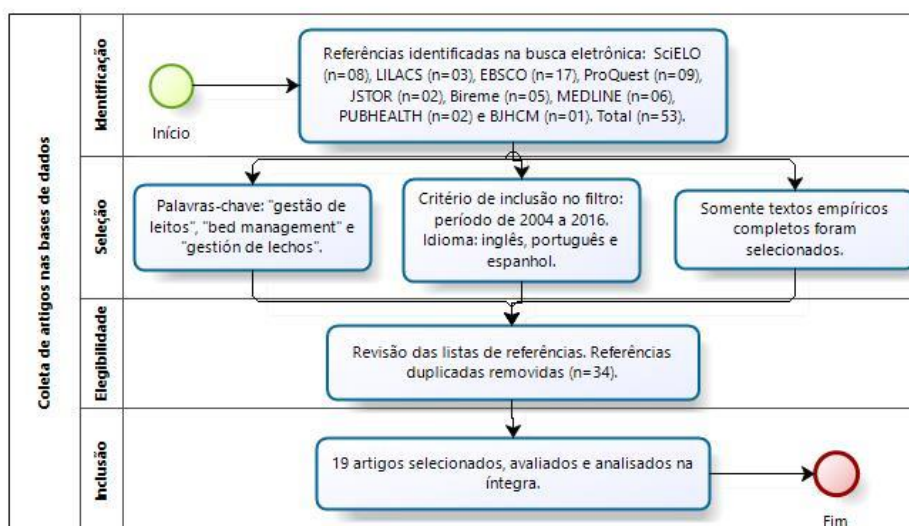 Coleta de artigos nas bases de dados
Identificação
Início
Referências identificadas na busca eletrônica: SciELO
(n=08), LILACS (n=03), EBSCO (n=17), ProQuest (n=09),
JSTOR (n=02), Bireme (n=05), MEDLINE (n=06),
PUBHEALTH (n=02) e BJHCM (n=01). Total (n=53).
Seleção
Palavras-chave: "gestão de
leitos", "bed management" e
"gestión de lechos".
Critério de inclusão no filtro:
período de 2004 a 2016.
Idioma: inglês, português e
espanhol.
Somente textos empíricos
completos foram
selecionados.
Elegibilidade
Revisão das listas de referências. Referências
duplicadas removidas (n=34).
Inclusão
19 artigos selecionados, avaliados e analisados na
íntegra.
Fim